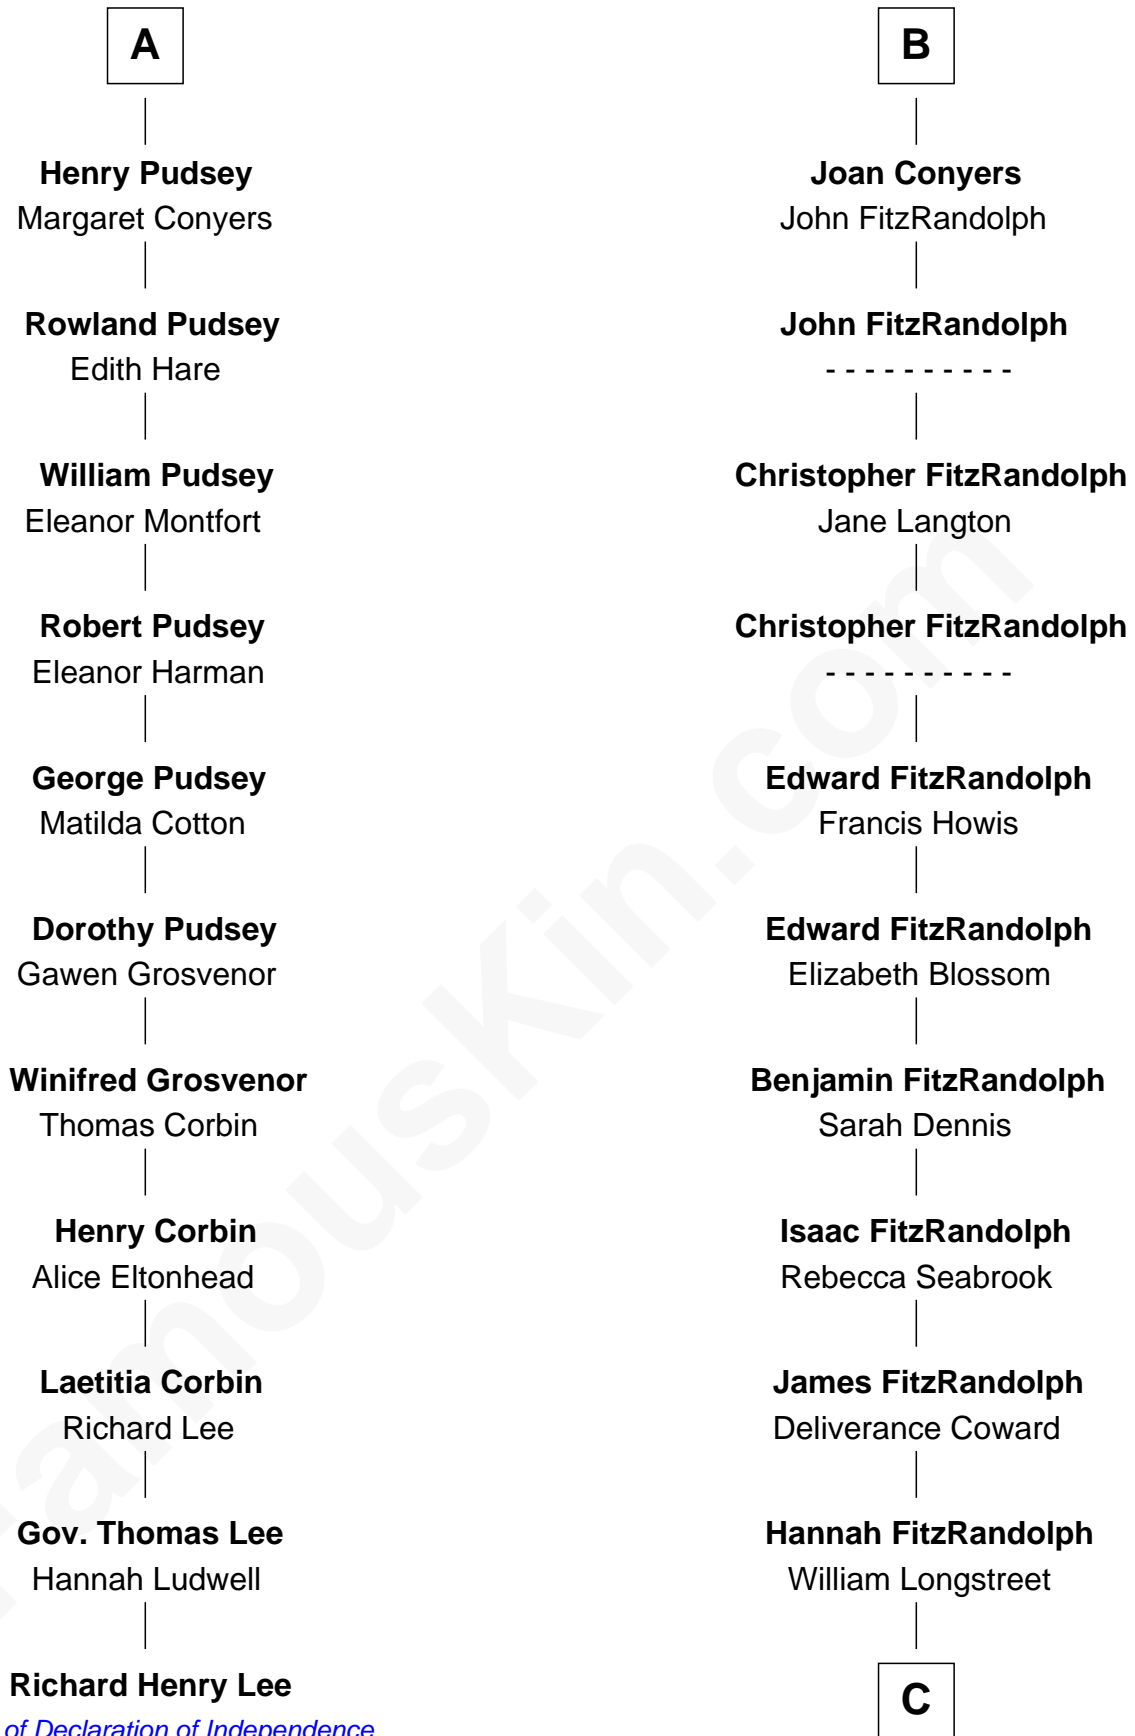 A
Henry Pudsey
Margaret Conyers
Rowland Pudsey
Edith Hare
William Pudsey
Eleanor Montfort
Robert Pudsey
Eleanor Harman
George Pudsey
Matilda Cotton
Dorothy Pudsey
Gawen Grosvenor
Winifred Grosvenor
Thomas Corbin
Henry Corbin
Alice Eltonhead
Laetitia Corbin
Richard Lee
Gov. Thomas Lee
Hannah Ludwell
Richard Henry Lee
of Declaration of Independence
B
Joan Conyers
John FitzRandolph
John FitzRandolph
- - - - - - - - - -
Christopher FitzRandolph
Jane Langton
Christopher FitzRandolph
- - - - - - - - - -
Edward FitzRandolph
Francis Howis
Edward FitzRandolph
Elizabeth Blossom
Benjamin FitzRandolph
Sarah Dennis
Isaac FitzRandolph
Rebecca Seabrook
James FitzRandolph
Deliverance Coward
Hannah FitzRandolph
William Longstreet
C
FamousKin.com